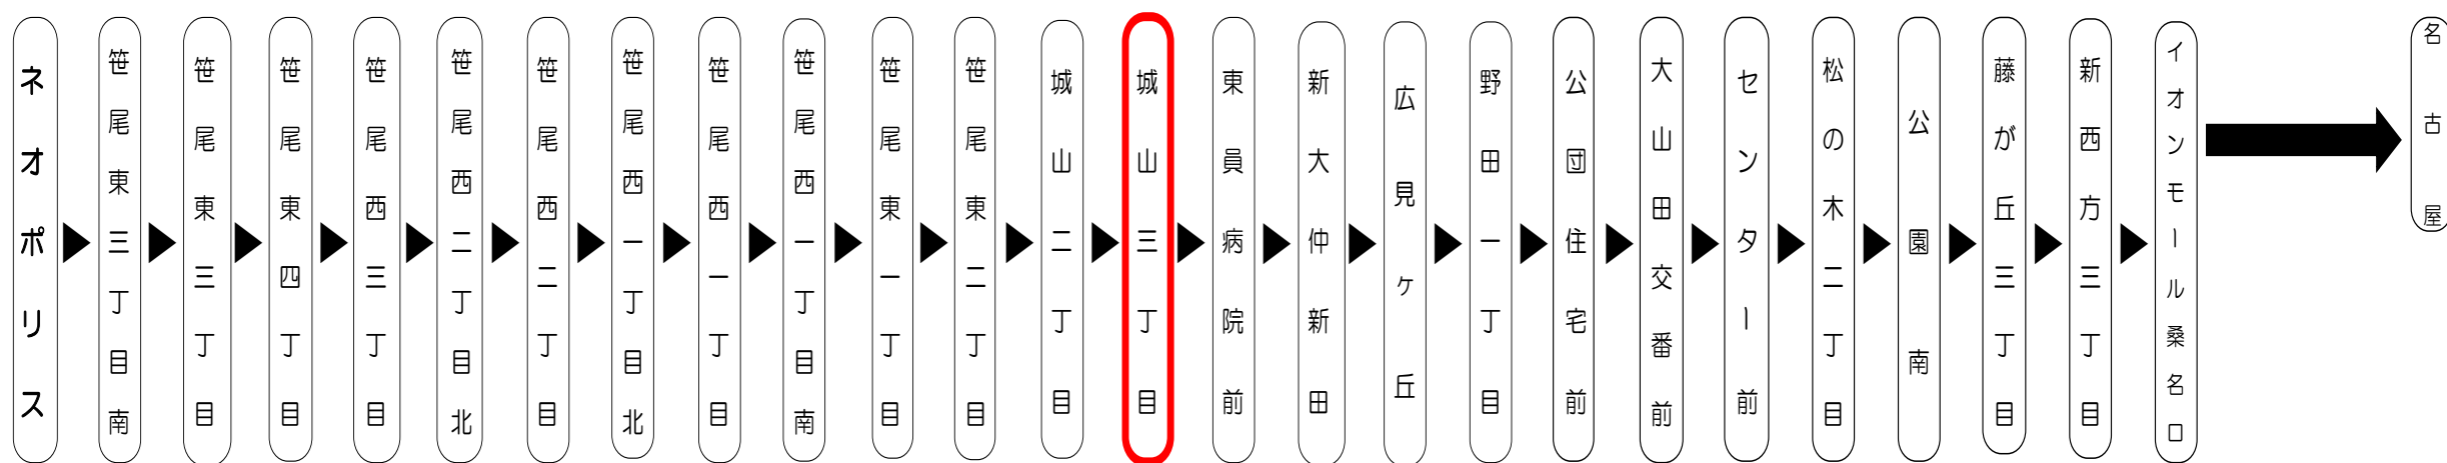 ネオポリス
笹尾東三丁目南
笹尾東三丁目
笹尾東四丁目
笹尾西三丁目
笹尾西二丁目北
笹尾西二丁目
笹尾西一丁目北
笹尾西一丁目
笹尾西一丁目南
笹尾東一丁目
笹尾東二丁目
城山二丁目
城山三丁目
東員病院前
新大仲新田
広見ヶ丘
野田一丁目
公団住宅前
大山田交番前
センター前
松の木二丁目
公園南
藤が丘三丁目
新西方三丁目
イオンモール桑名口
名古屋